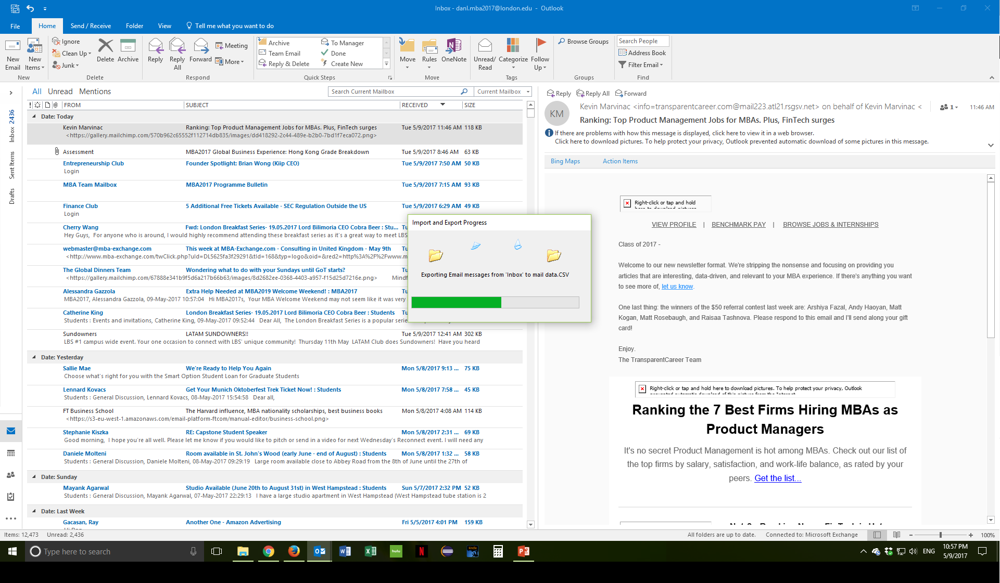 Inbox - danl.mba2017@london.edu - Outlook
File Home Send / Receive Folder View Tell me what you want to do
New Email
New Items
New
Ignore
Clean Up
Junk
Delete
Archive
Delete
Reply
Reply All
Forward
Meeting
More
Respond
Archive
Team Email
Reply & Delete
To Manager
Done
Create New
Quick Steps
Move
Rules
OneNote
Move
Unread/ Read
Categorize
Follow Up
Tags
Browse Groups
Groups
Search People
Address Book
Filter Email
Find
Inbox 2436
Sent Items
Drafts
All Unread Mentions
Search Current Mailbox
Current Mailbox
FROM SUBJECT RECEIVED SIZE
Date: Today
Kevin Marvinac Ranking: Top Product Management Jobs for MBAs. Plus, FinTech surges Tue 5/9/2017 11:46 AM 118 KB
<https://gallery.mailchimp.com/570b962c65552f112714db835/images/dd418292-2c44-489e-b2b0-7bd1f7eca072.png>
Assessment MBA2017 Global Business Experience: Hong Kong Grade Breakdown Tue 5/9/2017 8:46 AM 63 KB
Entrepreneurship Club Founder Spotlight: Brian Wong (Kiip CEO) Tue 5/9/2017 7:50 AM 50 KB
Login
MBA Team Mailbox MBA2017 Programme Bulletin Tue 5/9/2017 7:15 AM 93 KB
Finance Club 5 Additional Free Tickets Available - SEC Regulation Outside the US Tue 5/9/2017 6:29 AM 49 KB
Login
Cherry Wang Fwd: London Breakfast Series- 19.05.2017 Lord Bilimoria CEO Cobra Beer : Stu... Tu
Hey Guys, For anyone who is around, I would highly recommend attending these breakfast series as it's a great way to meet LBS
webmaster@mba-exchange.com This week at MBA-Exchange.com - Consulting in United Kingdom - May 9th Tu
<http://www.mba-exchange.com/twClick.php?uId=DL5625fa3f29291&tId=168&typ=logo&oid=&red2=http%3A%2F%2Fwww.m
The Global Dinners Team Wondering what to do with your Sundays until GoT starts? Tu
<https://gallery.mailchimp.com/67888e341b9f5d6a217b66b63/images/8d2682ee-0368-4403-a957-f15d25d7216e.png> Mindf
Alessandra Gazzola Extra Help Needed at MBA2019 Welcome Weekend! : MBA2017 Tu
MBA2017, Alessandra Gazzola, 09-May-2017 10:57:04 Hi MBA2017s, Your MBA Welcome Weekend may not seem like it was very
Catherine King London Breakfast Series- 19.05.2017 Lord Bilimoria CEO Cobra Beer : Students Tu
Students : Events and invitations, Catherine King, 09-May-2017 09:52:44 Dear All, The London Breakfast Series is a popular serie
Sundowners LATAM SUNDOWNERS!! Tue 5/9/2017 12:41 AM 302 KB
LBS #1 campus wide event. Your one occasion to connect with LBS' unique community! Thursday 11th May LATAM Club does Sundowners! Have you heard
Date: Yesterday
Sallie Mae We're Ready to Help You Again Mon 5/8/2017 9:13 ... 75 KB
Choose what's right for you with the Smart Option Student Loan for Graduate Students
Lennard Kovacs Get Your Munich Oktoberfest Trek Ticket Now! : Students Mon 5/8/2017 7:58 ... 45 KB
Students : General Discussion, Lennard Kovacs, 08-May-2017 15:54:58 Dear all,
FT Business School The Harvard influence, MBA nationality scholarships, best business books Mon 5/8/2017 4:08 AM 114 KB
<https://s3-eu-west-1.amazonaws.com/email-platform-ftcom/manual-editor/business-school.png>
Stephanie Kiszka RE: Capstone Student Speaker Mon 5/8/2017 2:31 ... 69 KB
Good morning, I hope you're all well. Please let me know if you would like to pitch or send in a video for next Wednesday's Reconnect event. I will need any
Daniele Molteni Room available in St. John's Wood (early June - end of August) : Students Mon 5/8/2017 1:32 ... 58 KB
Students : General Discussion, Daniele Molteni, 08-May-2017 09:29:19 Large room available close to Abbey Road from the 8th of June until the 27th of
Date: Sunday
Mayank Agarwal Studio Available (June 20th to August 31st) in West Hampstead : Students Sun 5/7/2017 2:32 PM 52 KB
Students : General Discussion, Mayank Agarwal, 07-May-2017 22:29:13 I have a large studio apartment in West Hampstead (West Hampstead tube station is 2
Date: Last Week
Gacasan, Ray Another One - Amazon Advertising Fri 5/5/2017 4:01 PM 159 KB
Import and Export Progress
Exporting Email messages from 'Inbox' to mail data.CSV
Reply Reply All Forward
KM
Kevin Marvinac <info=transparentcareer.com@mail223.atl21.rsgsv.net> on behalf of Kevin Marvinac < 1 11:46 AM
Ranking: Top Product Management Jobs for MBAs. Plus, FinTech surges
If there are problems with how this message is displayed, click here to view it in a web browser.
Click here to download pictures. To help protect your privacy, Outlook prevented automatic download of some pictures in this message.
Bing Maps Action Items
Right-click or tap and hold
here to download pictures.
VIEW PROFILE | BENCHMARK PAY | BROWSE JOBS & INTERNSHIPS
Class of 2017 -
Welcome to our new newsletter format. We're stripping the nonsense and focusing on providing you
articles that are interesting, data-driven, and relevant to your MBA experience. If there's anything you want
to see more of, let us know.
One last thing: the winners of the $50 referral contest last week are: Arshiya Fazal, Andy Haoyan, Matt
Kogan, Matt Rosebaugh, and Raisaa Tashnova. Please respond to this email and I'll send along your gift
card!
Enjoy.
The TransparentCareer Team
Right-click or tap and hold here to download pictures. To help protect your privacy, Outlook
prevented automatic download of this picture from the Internet.
Ranking the 7 Best Firms Hiring MBAs as
Product Managers
It's no secret Product Management is hot among MBAs. Check out our list of
the top firms by salary, satisfaction, and work-life balance, as rated by your
peers. Get the list...
Items: 12,473 Unread: 2,436 All folders are up to date. Connected to: Microsoft Exchange 100%
Type here to search
hulu
kindle
ENG
10:57 PM
5/9/2017